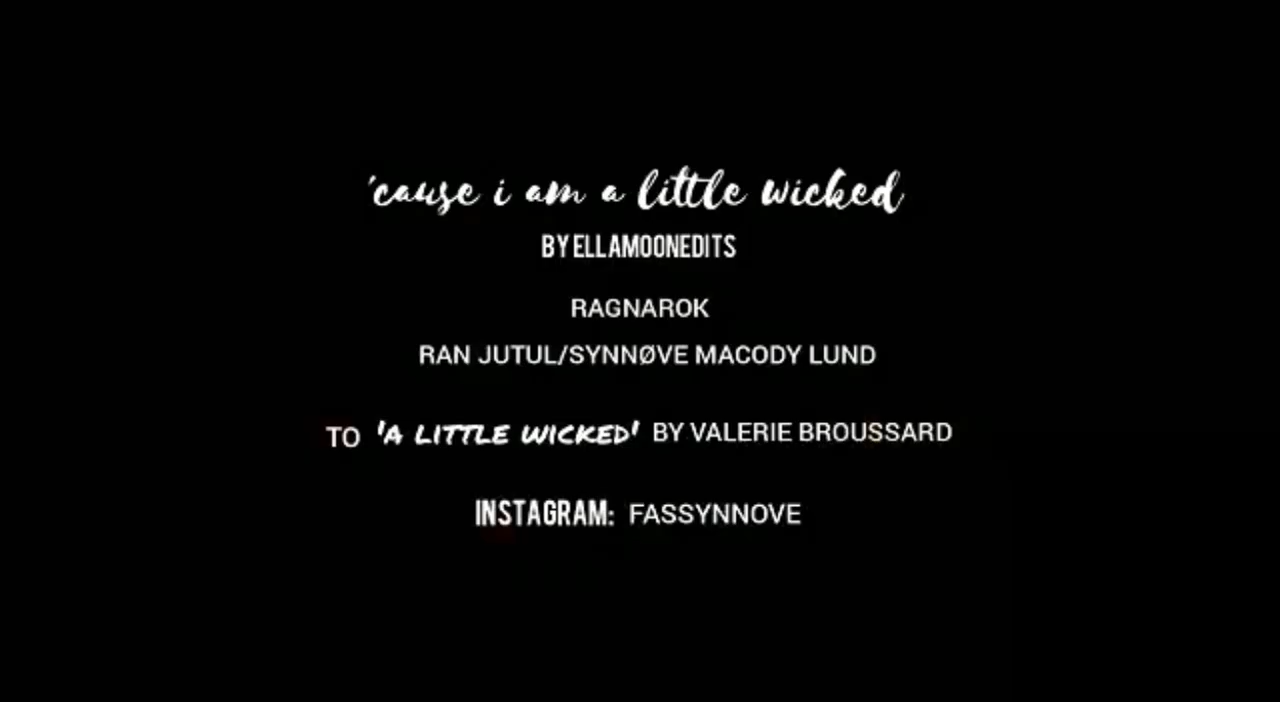 'cause i am a little wicked
BY ELLAMOONEDITS
RAGNAROK
RAN JUTUL/SYNNØVE MACODY LUND
TO 'A LITTLE WICKED' BY VALERIE BROUSSARD
INSTAGRAM: FASSYNNOVE